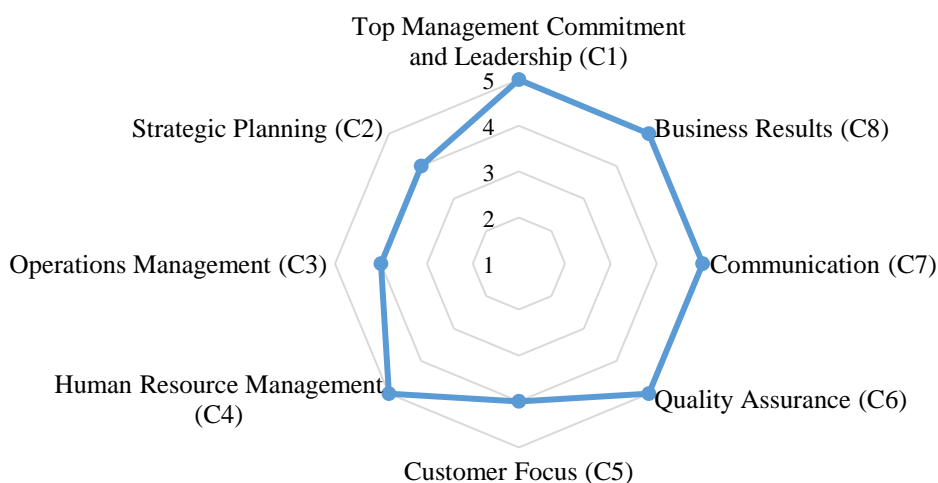 Top Management Commitment
and Leadership (C1)
5
Strategic Planning (C2)
Business Results (C8)
4
3
2
Operations Management (C3)
1
Communication (C7)
Human Resource Management
(C4)
Quality Assurance (C6)
Customer Focus (C5)